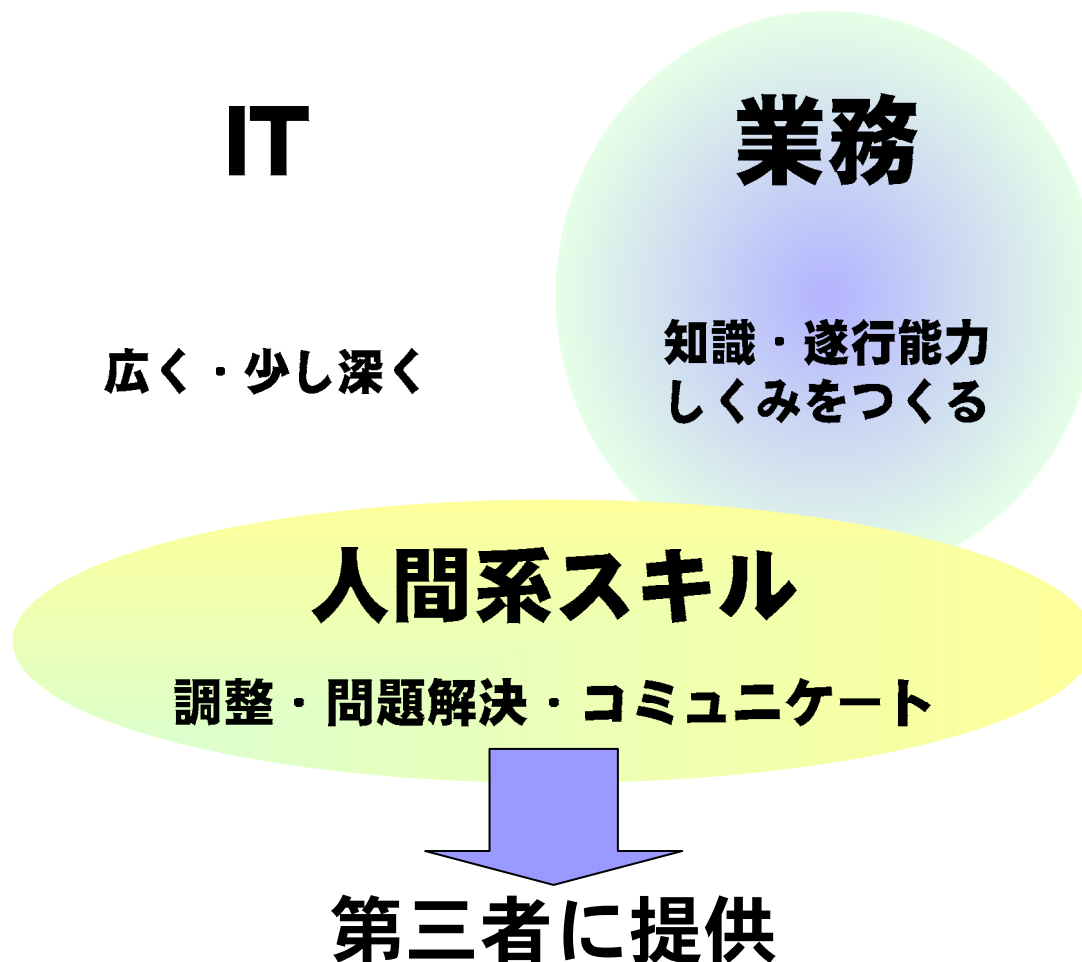 IT
業務
広く・少し深く
知識・遂行能力
しくみをつくる
人間系スキル
調整・問題解決・コミュニケート
第三者に提供